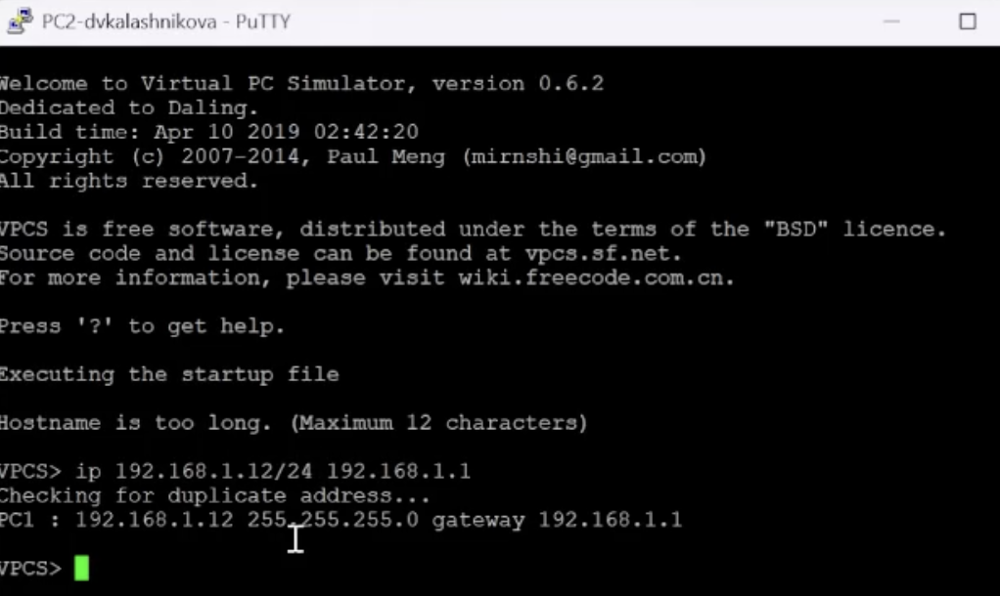 PC2-dvkalashnikova - PuTTY
Welcome to Virtual PC Simulator, version 0.6.2
Dedicated to Daling.
Build time: Apr 10 2019 02:42:20
Copyright (c) 2007-2014, Paul Meng (mirnshi@gmail.com)
All rights reserved.
VPCS is free software, distributed under the terms of the "BSD" licence.
Source code and license can be found at vpcs.sf.net.
For more information, please visit wiki.freecode.com.cn.
Press '?' to get help.
Executing the startup file
Hostname is too long. (Maximum 12 characters)
VPCS> ip 192.168.1.12/24 192.168.1.1
Checking for duplicate address...
PC1 : 192.168.1.12 255.255.255.0 gateway 192.168.1.1
VPCS>